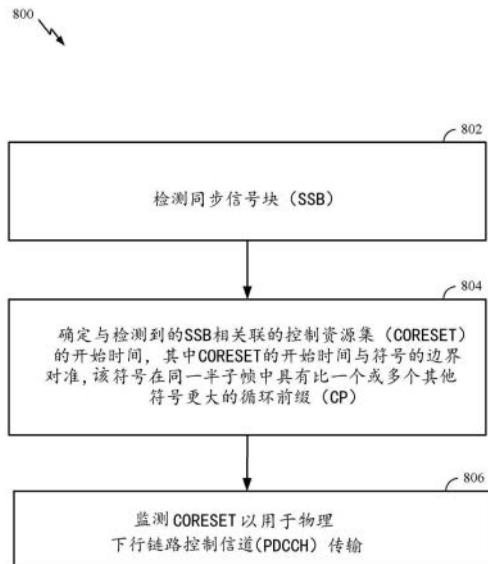 800
802
检测同步信号块（SSB）
804
确定与检测到的SSB相关联的控制资源集（CORESET）
的开始时间，其中CORESET的开始时间与符号的边界
对准，该符号在同一半子帧中具有比一个或多个其他
符号更大的循环前缀（CP）
806
监测CORESET以用于物理
下行链路控制信道(PDCCH）传输